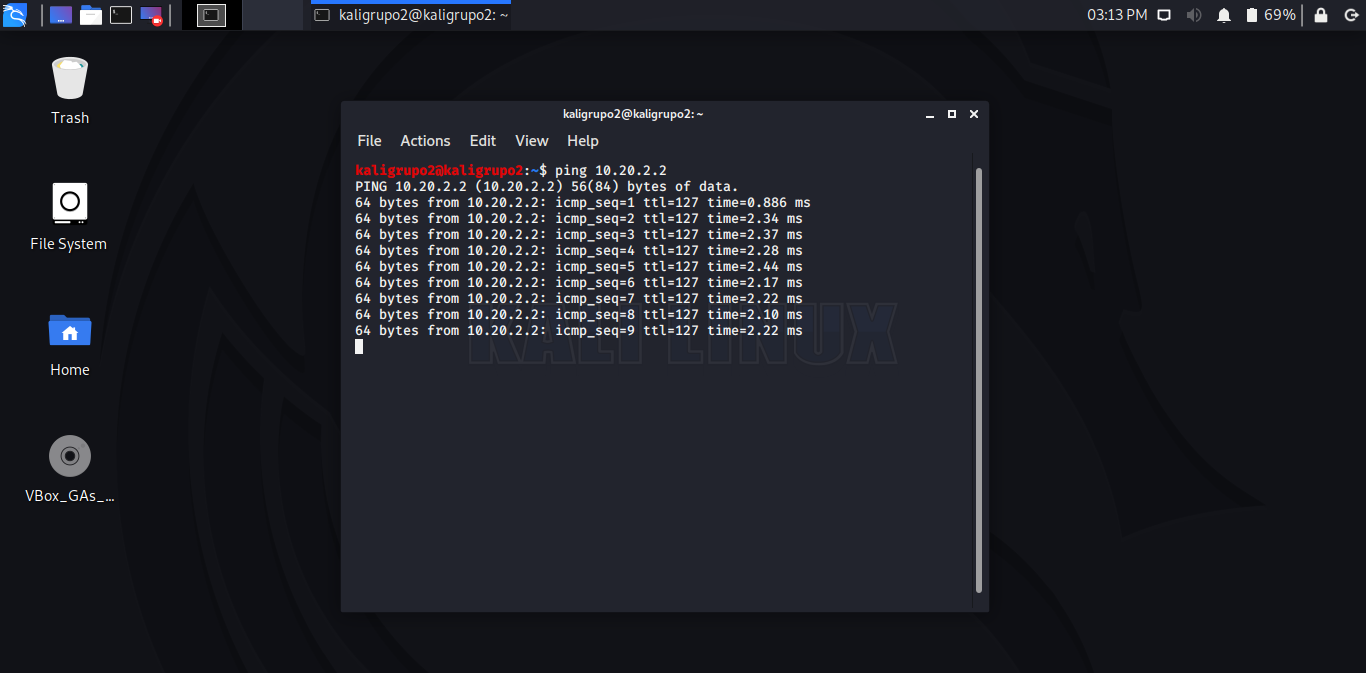 kaligrupo2@kaligrupo2: ~
03:13 PM
69%
Trash
File System
Home
VBox_GAs_...
kaligrupo2@kaligrupo2: ~
File Actions Edit View Help
kaligrupo2@kaligrupo2:~$ ping 10.20.2.2
PING 10.20.2.2 (10.20.2.2) 56(84) bytes of data.
64 bytes from 10.20.2.2: icmp_seq=1 ttl=127 time=0.886 ms
64 bytes from 10.20.2.2: icmp_seq=2 ttl=127 time=2.34 ms
64 bytes from 10.20.2.2: icmp_seq=3 ttl=127 time=2.37 ms
64 bytes from 10.20.2.2: icmp_seq=4 ttl=127 time=2.28 ms
64 bytes from 10.20.2.2: icmp_seq=5 ttl=127 time=2.44 ms
64 bytes from 10.20.2.2: icmp_seq=6 ttl=127 time=2.17 ms
64 bytes from 10.20.2.2: icmp_seq=7 ttl=127 time=2.22 ms
64 bytes from 10.20.2.2: icmp_seq=8 ttl=127 time=2.10 ms
64 bytes from 10.20.2.2: icmp_seq=9 ttl=127 time=2.22 ms
KALI LINUX